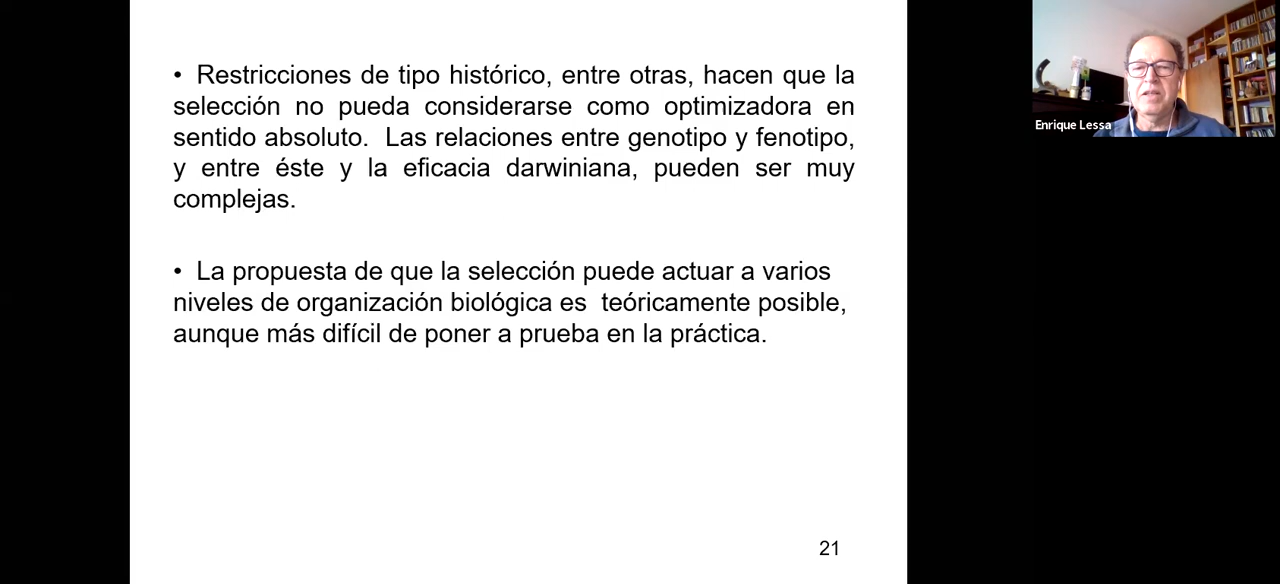 • Restricciones de tipo histórico, entre otras, hacen que la
selección no pueda considerarse como optimizadora en
sentido absoluto. Las relaciones entre genotipo y fenotipo,
y entre éste y la eficacia darwiniana, pueden ser muy
complejas.
• La propuesta de que la selección puede actuar a varios
niveles de organización biológica es teóricamente posible,
aunque más difícil de poner a prueba en la práctica.
21
Enrique Lessa